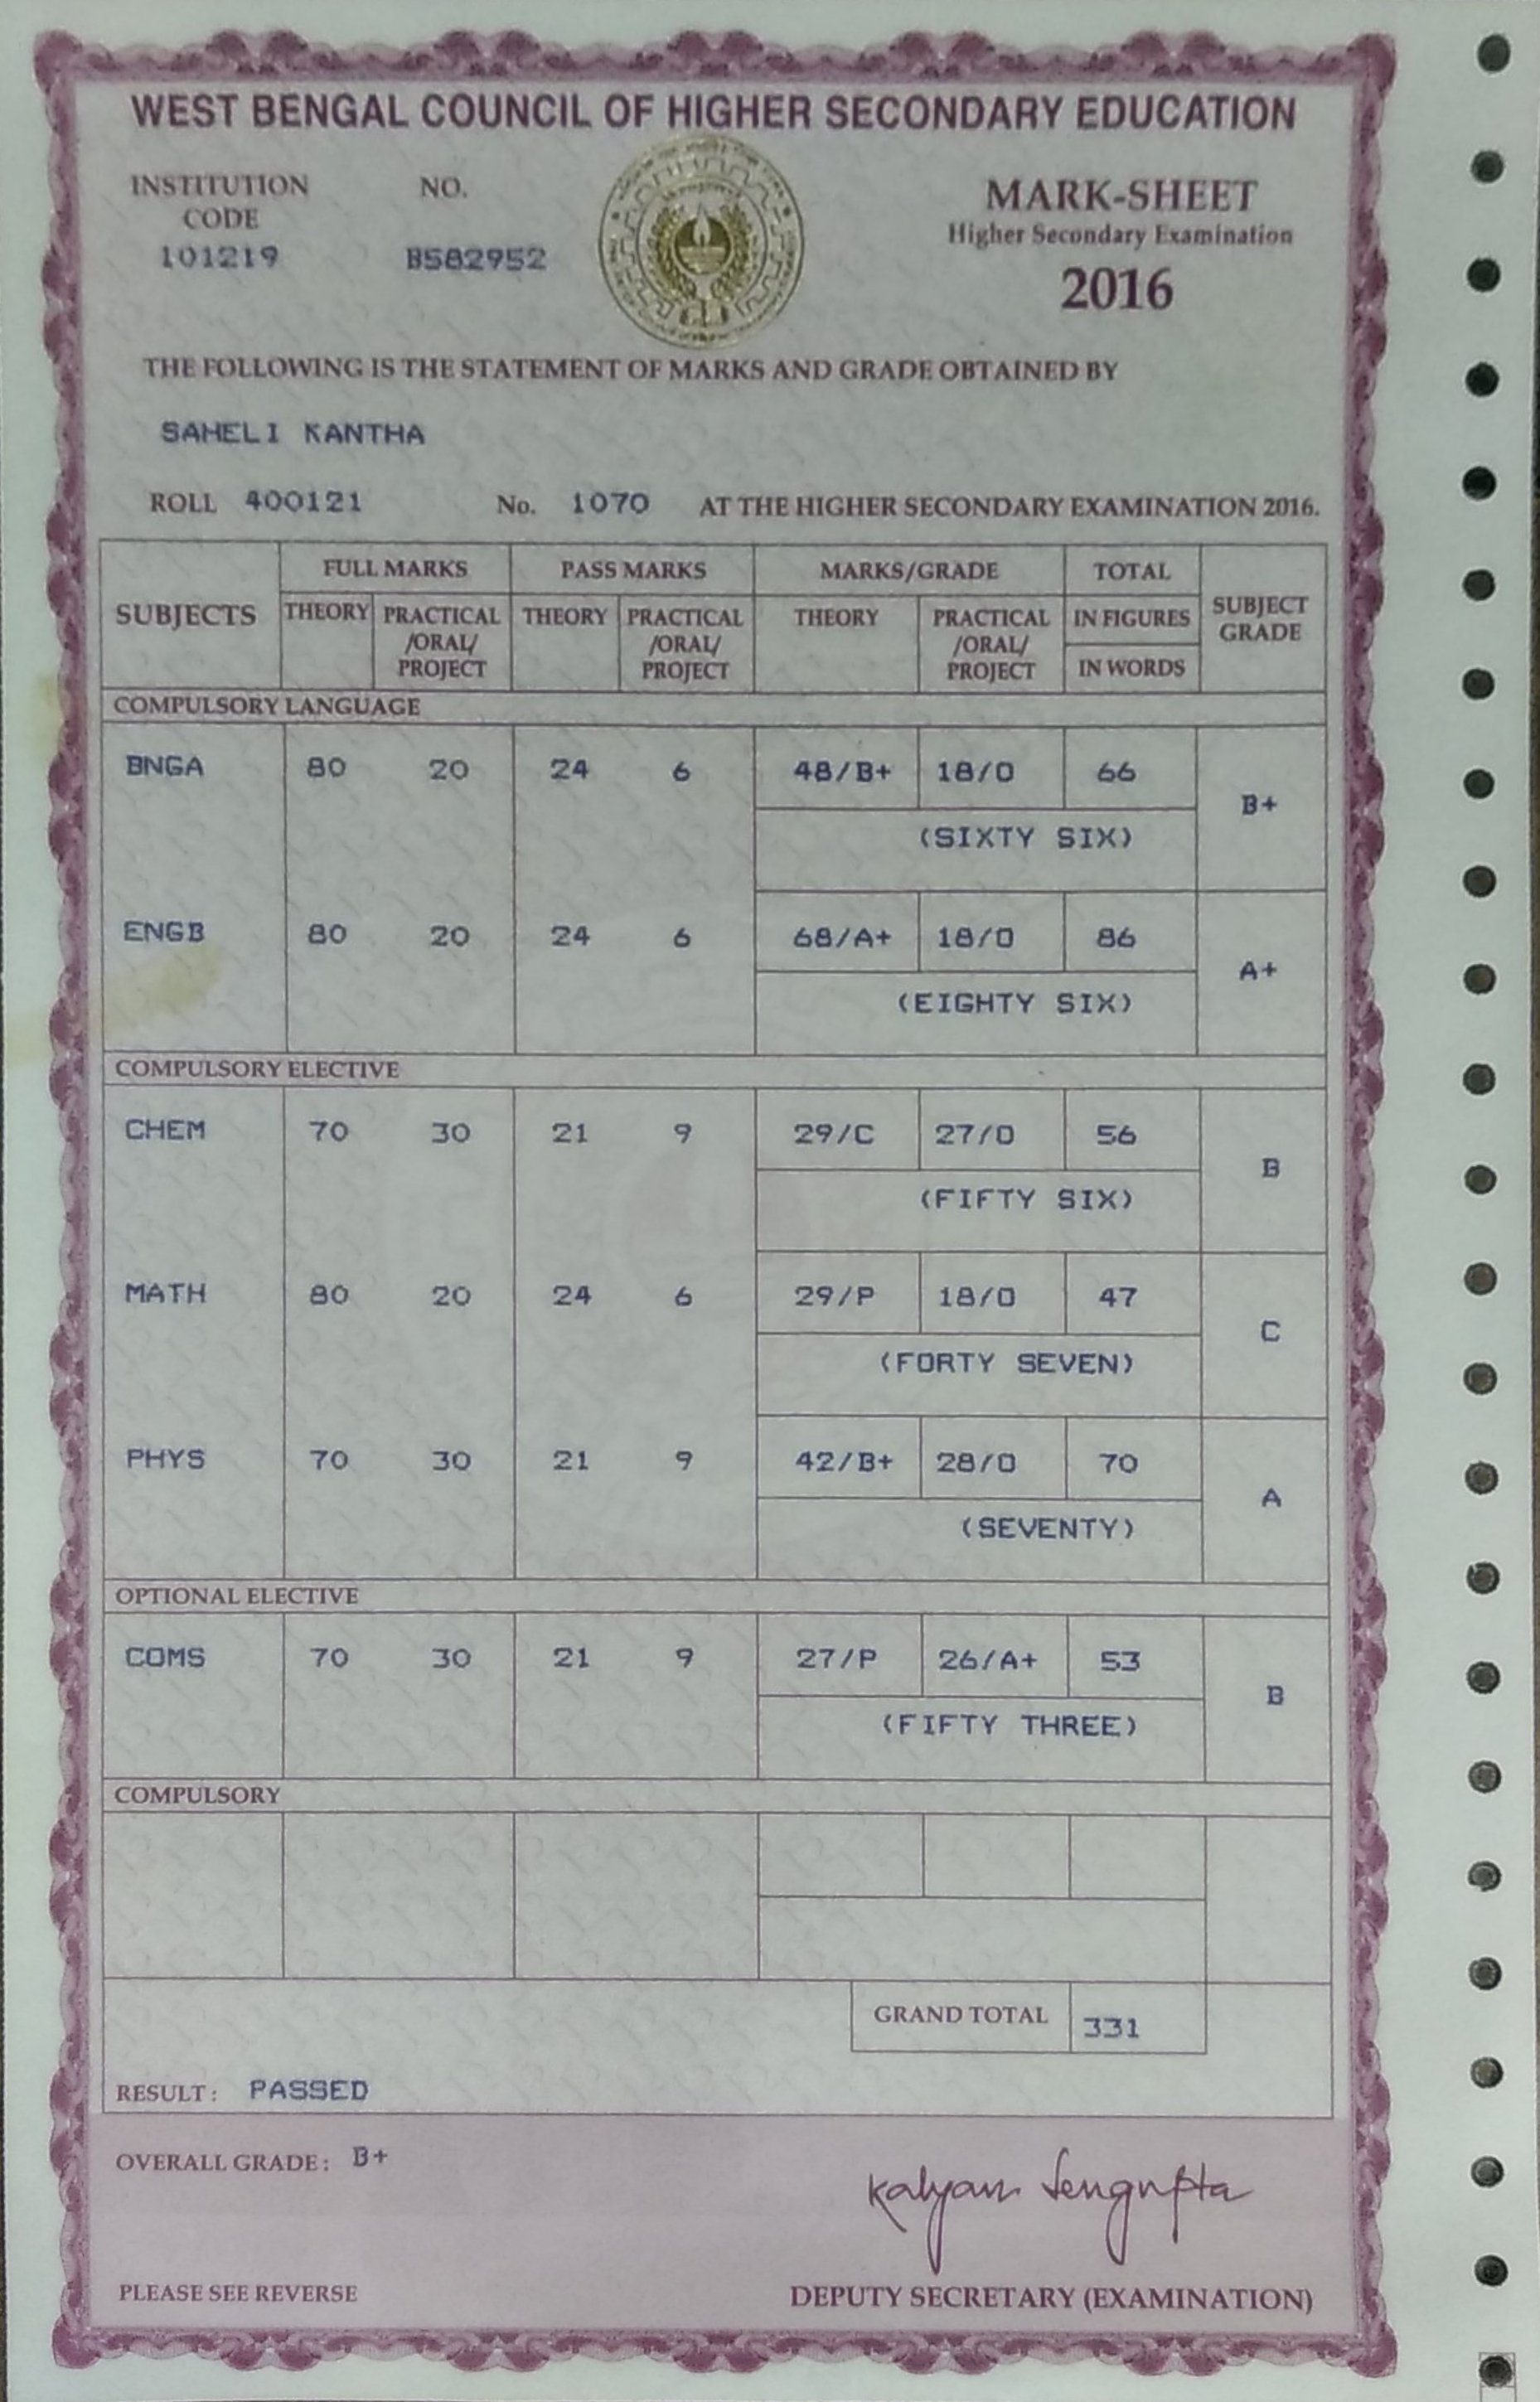 WEST BENGAL COUNCIL OF HIGHER SECONDARY EDUCATION
INSTITUTION CODE 101219
NO. B582952
MARK-SHEET
Higher Secondary Examination
2016
THE FOLLOWING IS THE STATEMENT OF MARKS AND GRADE OBTAINED BY
SAHELI KANTHA
ROLL 400121 No. 1070 AT THE HIGHER SECONDARY EXAMINATION 2016.
SUBJECTS FULL MARKS PASS MARKS MARKS/GRADE TOTAL SUBJECT GRADE
THEORY PRACTICAL /ORAL/ PROJECT THEORY PRACTICAL /ORAL/ PROJECT THEORY PRACTICAL /ORAL/ PROJECT IN FIGURES
IN WORDS
COMPULSORY LANGUAGE
BNGA 80 20 24 6 48/B+ 18/O 66 B+
(SIXTY SIX)
ENGB 80 20 24 6 68/A+ 18/O 86 A+
(EIGHTY SIX)
COMPULSORY ELECTIVE
CHEM 70 30 21 9 29/C 27/O 56 B
(FIFTY SIX)
MATH 80 20 24 6 29/P 18/O 47 C
(FORTY SEVEN)
PHYS 70 30 21 9 42/B+ 28/O 70 A
(SEVENTY)
OPTIONAL ELECTIVE
COMS 70 30 21 9 27/P 26/A+ 53 B
(FIFTY THREE)
COMPULSORY
GRAND TOTAL 331
RESULT : PASSED
OVERALL GRADE : B+
Kalyan Sengupta
PLEASE SEE REVERSE
DEPUTY SECRETARY (EXAMINATION)